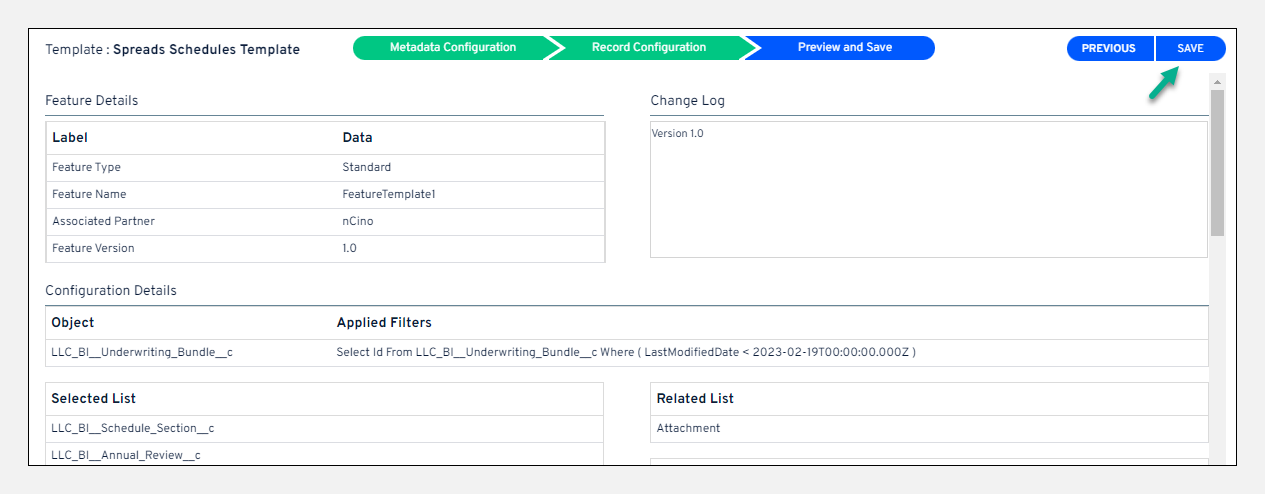 Template : Spreads Schedules Template
Metadata Configuration
Record Configuration
Preview and Save
PREVIOUS
SAVE
Feature Details
Label Data
Feature Type Standard
Feature Name FeatureTemplate1
Associated Partner nCino
Feature Version 1.0
Change Log
Version 1.0
Configuration Details
Object Applied Filters
LLC_BI__Underwriting_Bundle__c Select Id From LLC_BI__Underwriting_Bundle__c Where ( LastModifiedDate < 2023-02-19T00:00:00.000Z )
Selected List
LLC_BI__Schedule_Section__c
LLC_BI__Annual_Review__c
Related List
Attachment